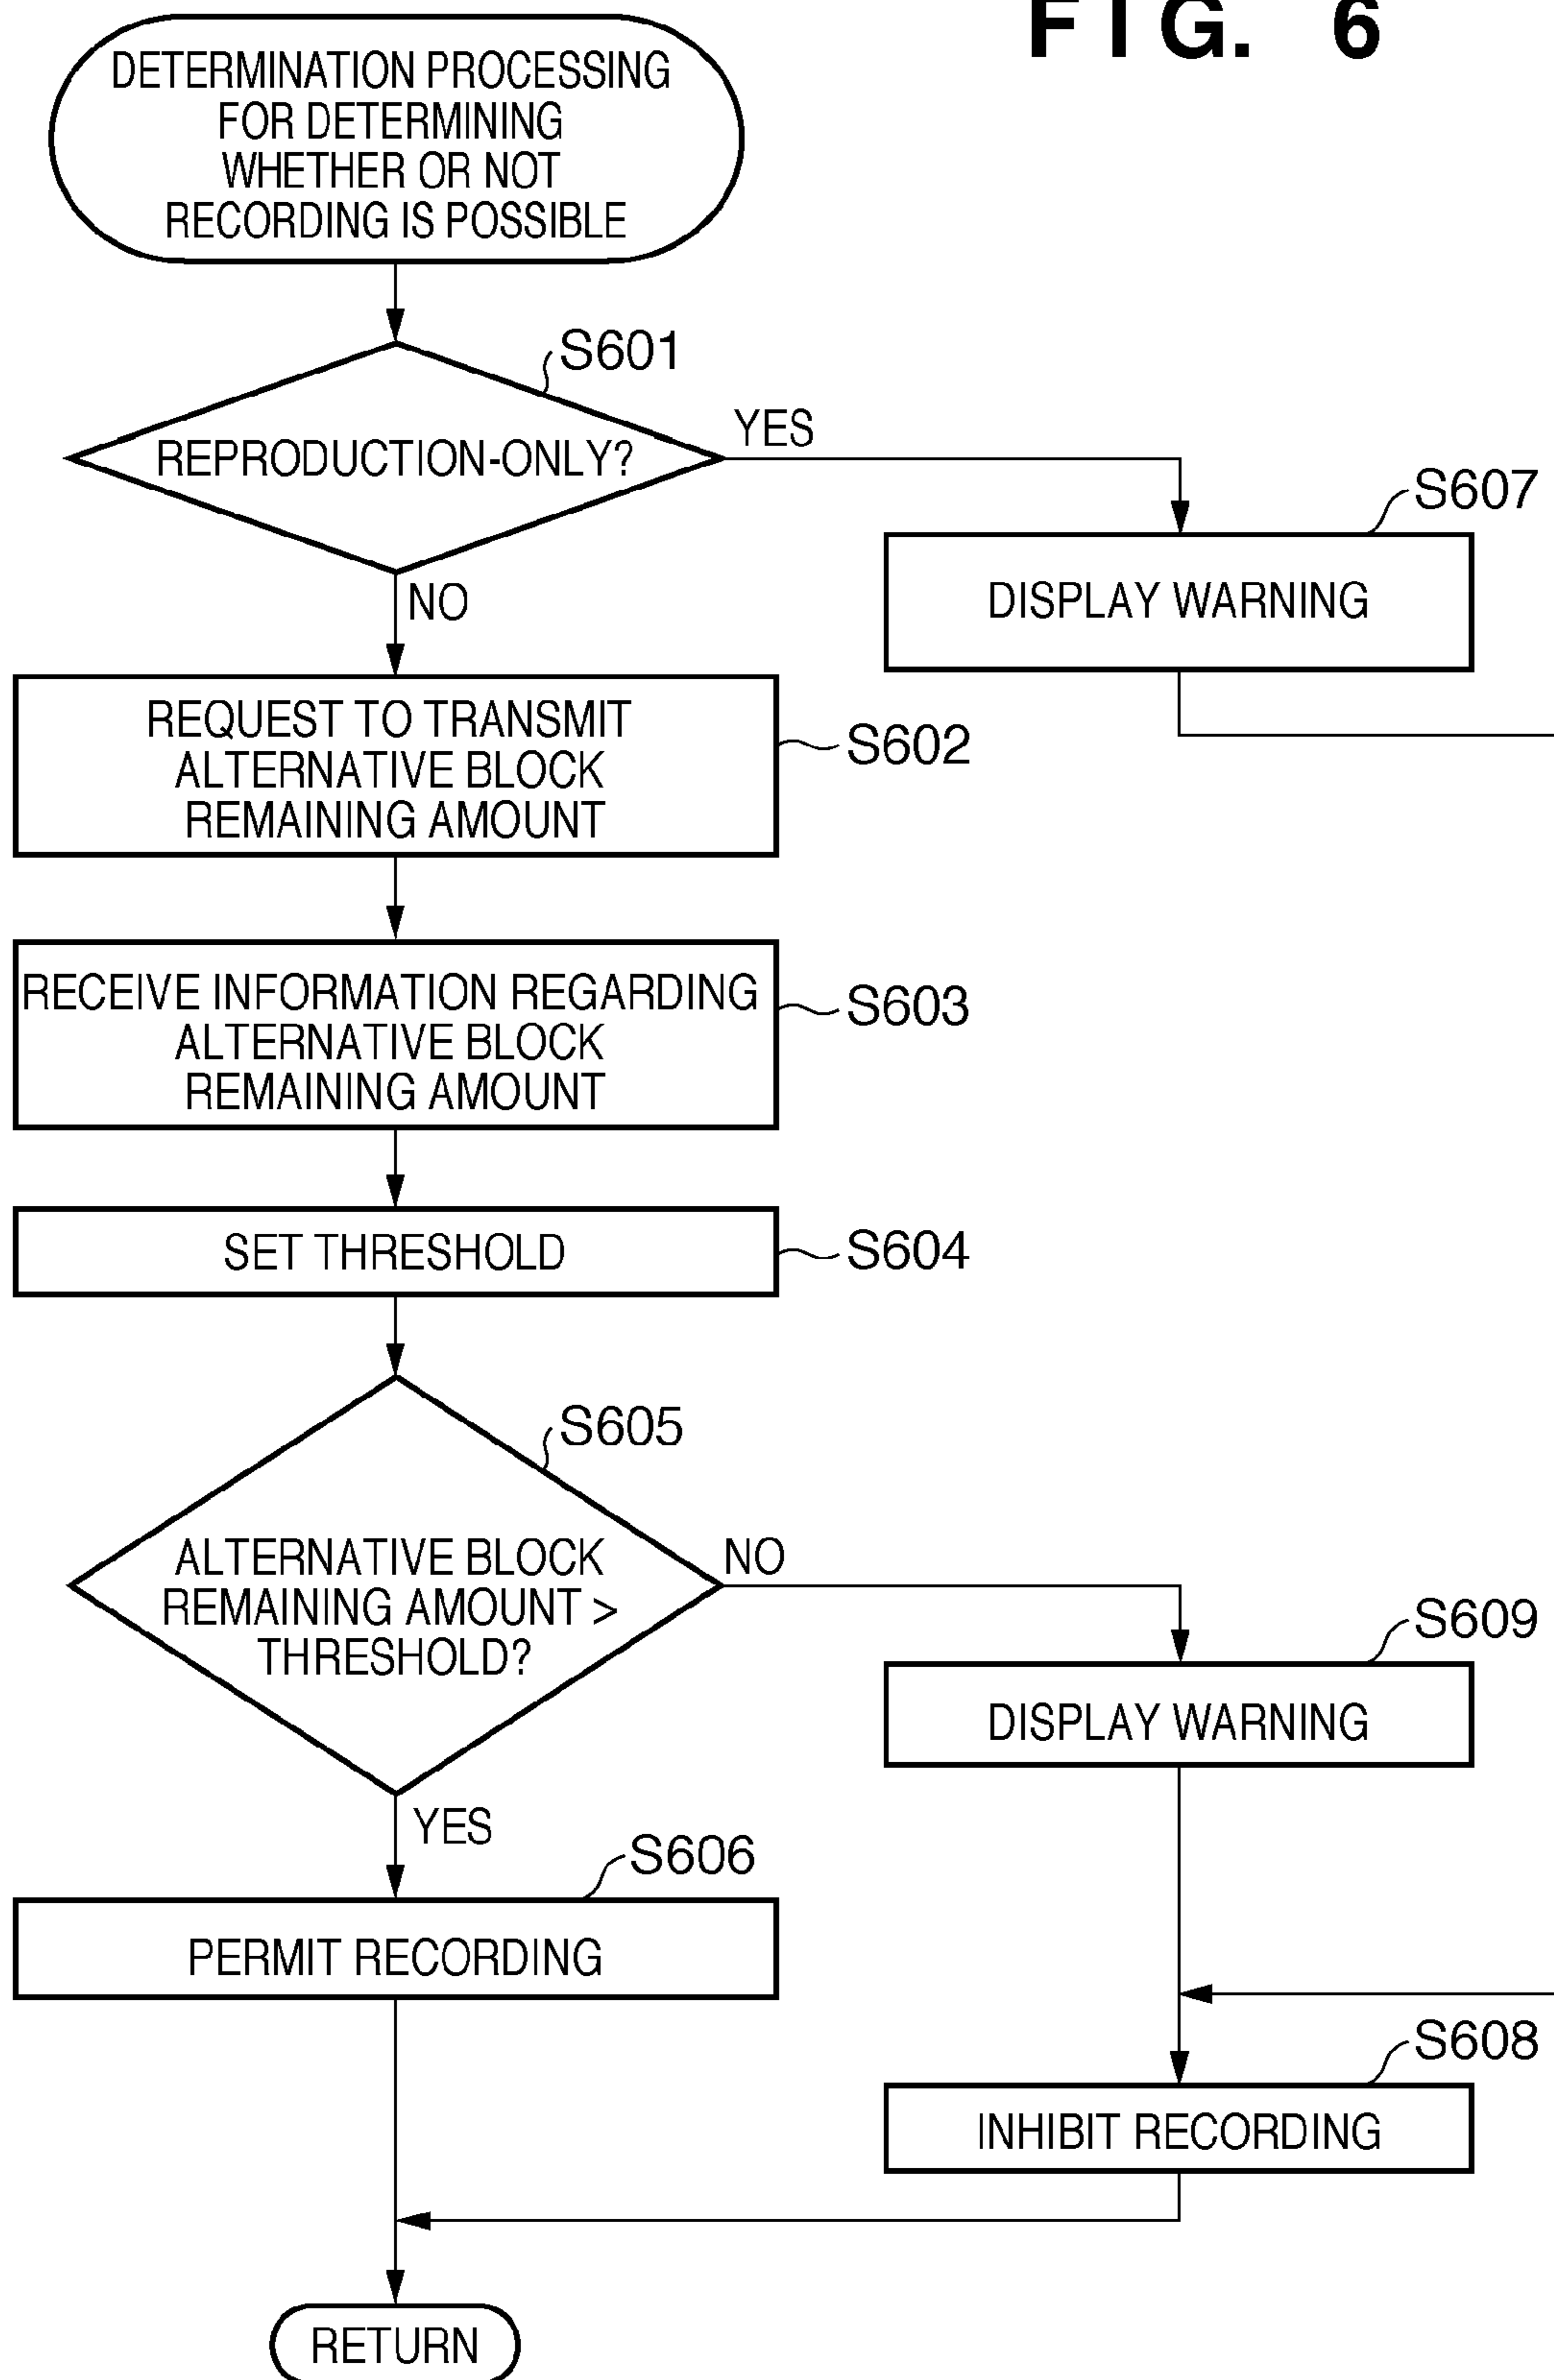 FIG. 6
DETERMINATION PROCESSING
FOR DETERMINING
WHETHER OR NOT
RECORDING IS POSSIBLE
S601
REPRODUCTION-ONLY?
YES
S607
DISPLAY WARNING
NO
REQUEST TO TRANSMIT
ALTERNATIVE BLOCK
REMAINING AMOUNT
S602
RECEIVE INFORMATION REGARDING
ALTERNATIVE BLOCK
REMAINING AMOUNT
S603
SET THRESHOLD
S604
S605
ALTERNATIVE BLOCK
REMAINING AMOUNT >
THRESHOLD?
NO
S609
DISPLAY WARNING
YES
S606
PERMIT RECORDING
S608
INHIBIT RECORDING
RETURN